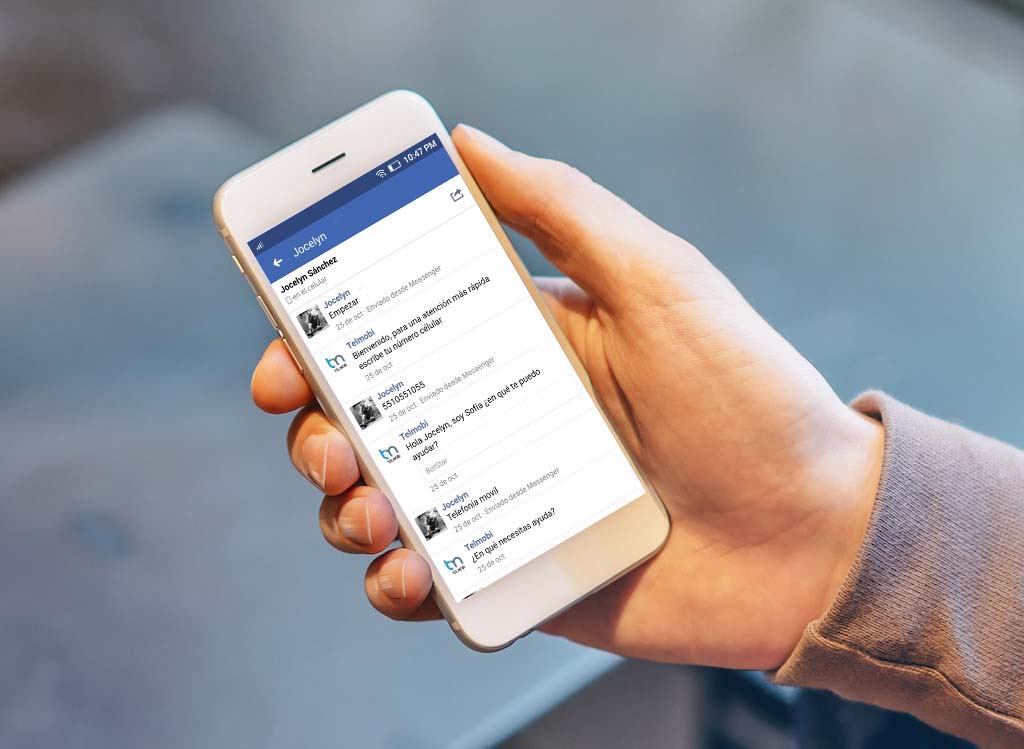 10:47 PM
Jocelyn
Jocelyn Sánchez
en el celular
Jocelyn
Empezar
25 de oct · Enviado desde Messenger
Telmobi
Bienvenido, para una atención más rápida
escribe tu número célular
25 de oct
Jocelyn
5510551055
25 de oct · Enviado desde Messenger
Telmobi
Hola Jocelyn, soy Sofía ¿en qué te puedo
ayudar?
BotStar
25 de oct
Jocelyn
Telefonía movil
25 de oct · Enviado desde Messenger
Telmobi
¿En qué necesitas ayuda?
25 de oct